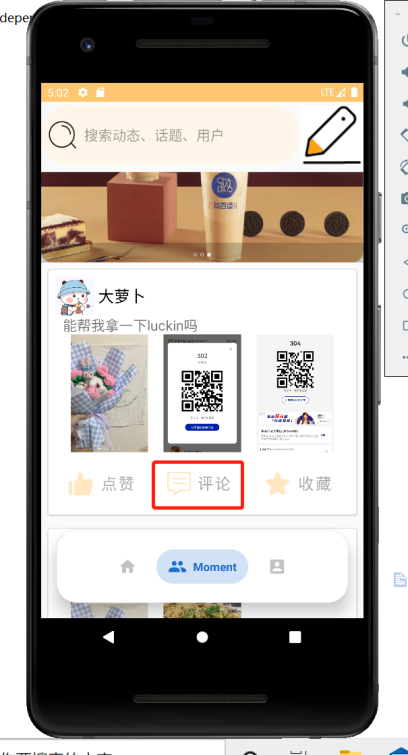 deper
5:02 LTE
搜索动态、话题、用户
大萝卜
能帮我拿一下luckin吗
302
304
点赞 评论 收藏
Moment